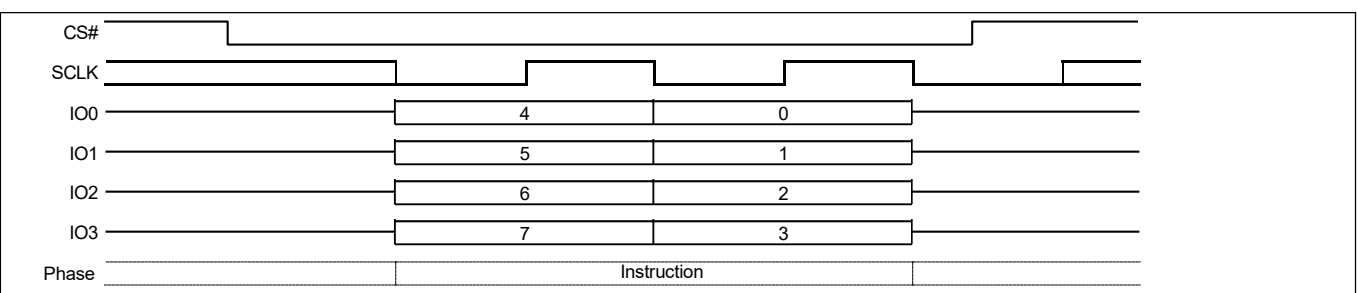 CS#
SCLK
IO0 4 0
IO1 5 1
IO2 6 2
IO3 7 3
Phase Instruction